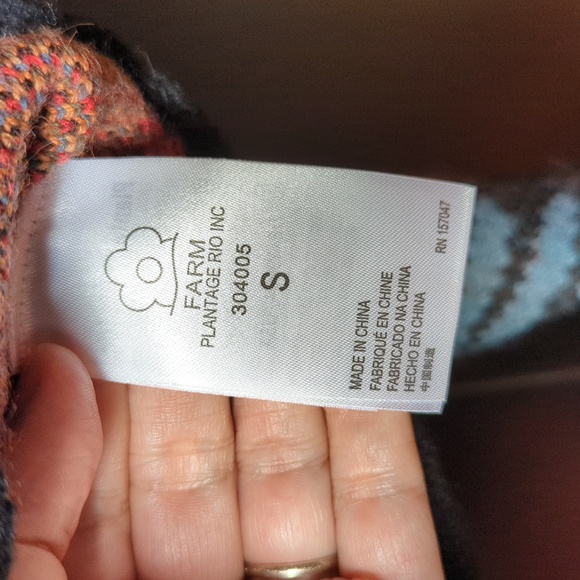 FARM
PLANTAGE RIO INC
304005
S
MADE IN CHINA
FABRIQUÉ EN CHINE
FABRICADO NA CHINA
HECHO EN CHINA
中国制造
RN 157047